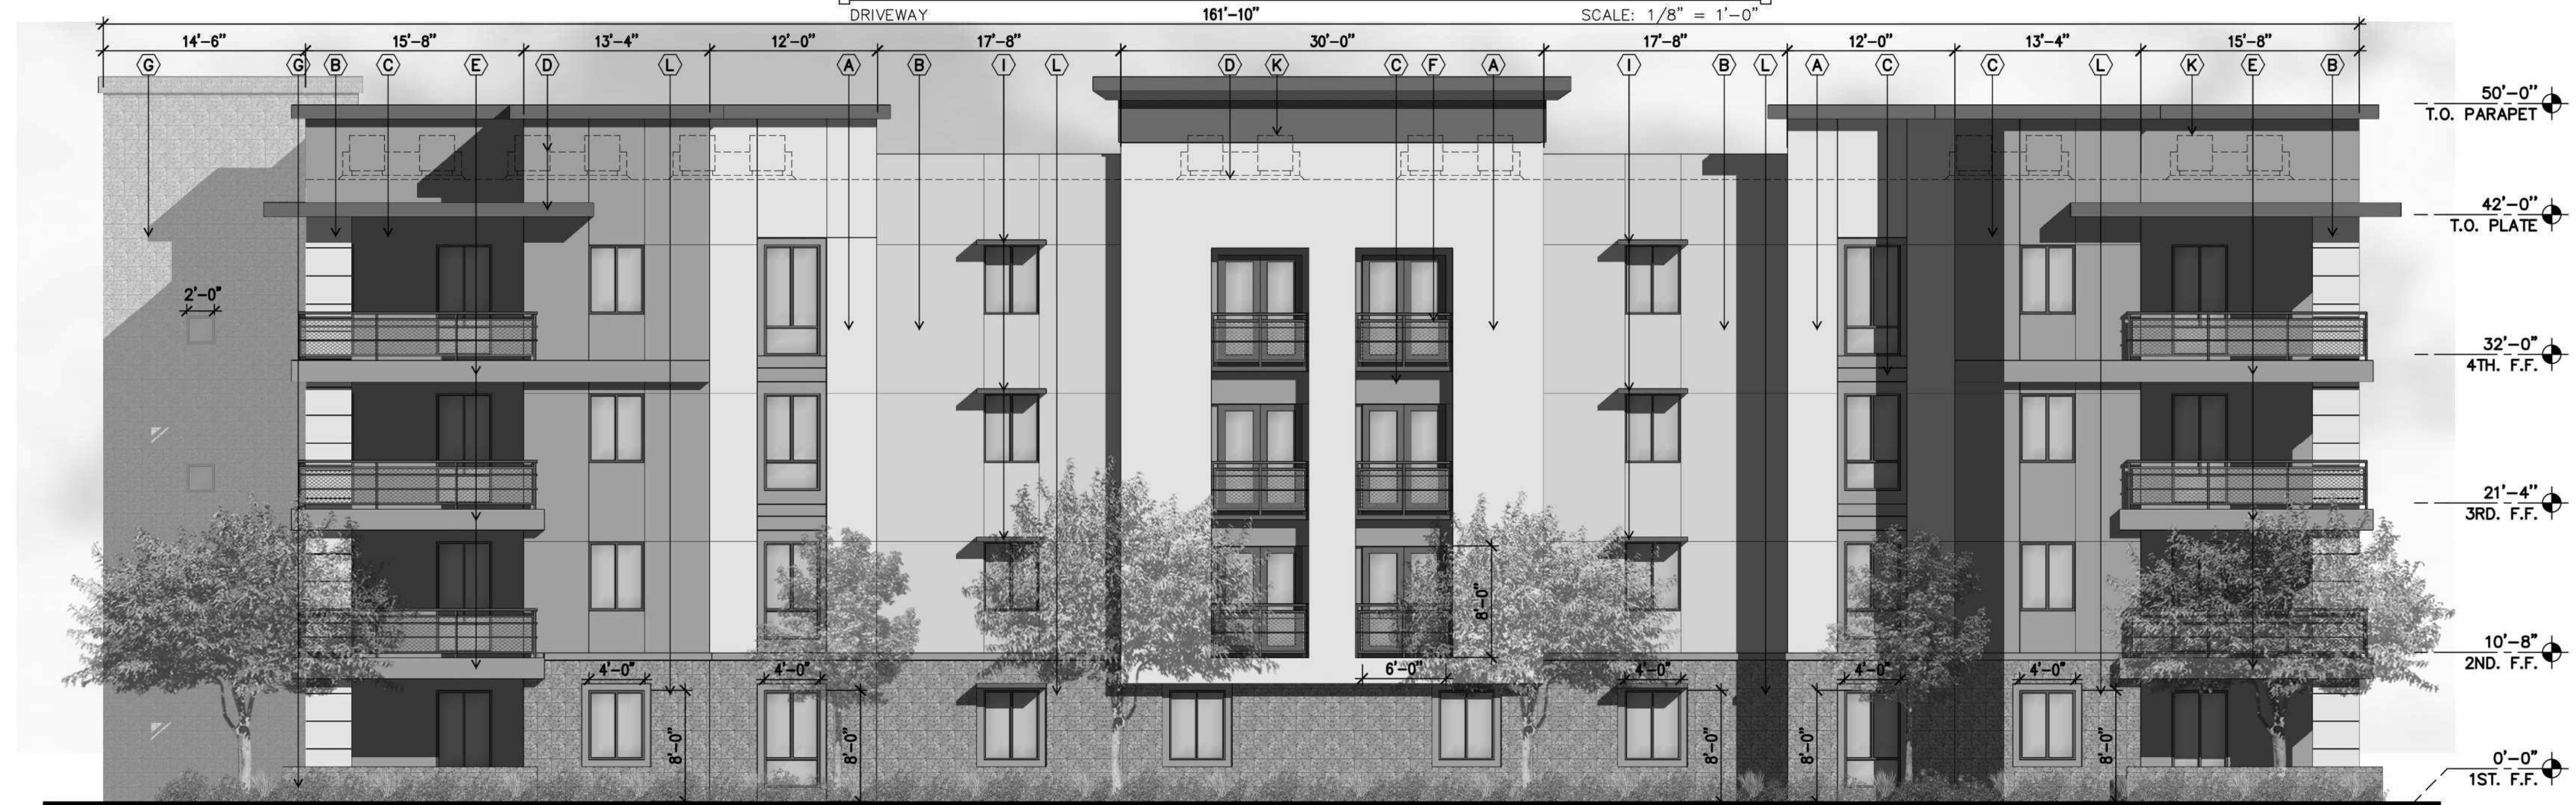 DRIVEWAY 161'-10" SCALE: 1/8" = 1'-0"
14'-6" 15'-8" 13'-4" 12'-0" 17'-8" 30'-0" 17'-8" 12'-0" 13'-4" 15'-8"
G G B C E D L A B I L D K C F A I B L A C C L K E B
50'-0"
T.O. PARAPET
42'-0"
T.O. PLATE
2'-0"
32'-0"
4TH. F.F.
21'-4"
3RD. F.F.
8'-0"
10'-8"
2ND. F.F.
4'-0" 4'-0" 6'-0" 4'-0" 4'-0" 4'-0"
8'-0" 8'-0" 8'-0" 8'-0" 8'-0"
0'-0"
1ST. F.F.